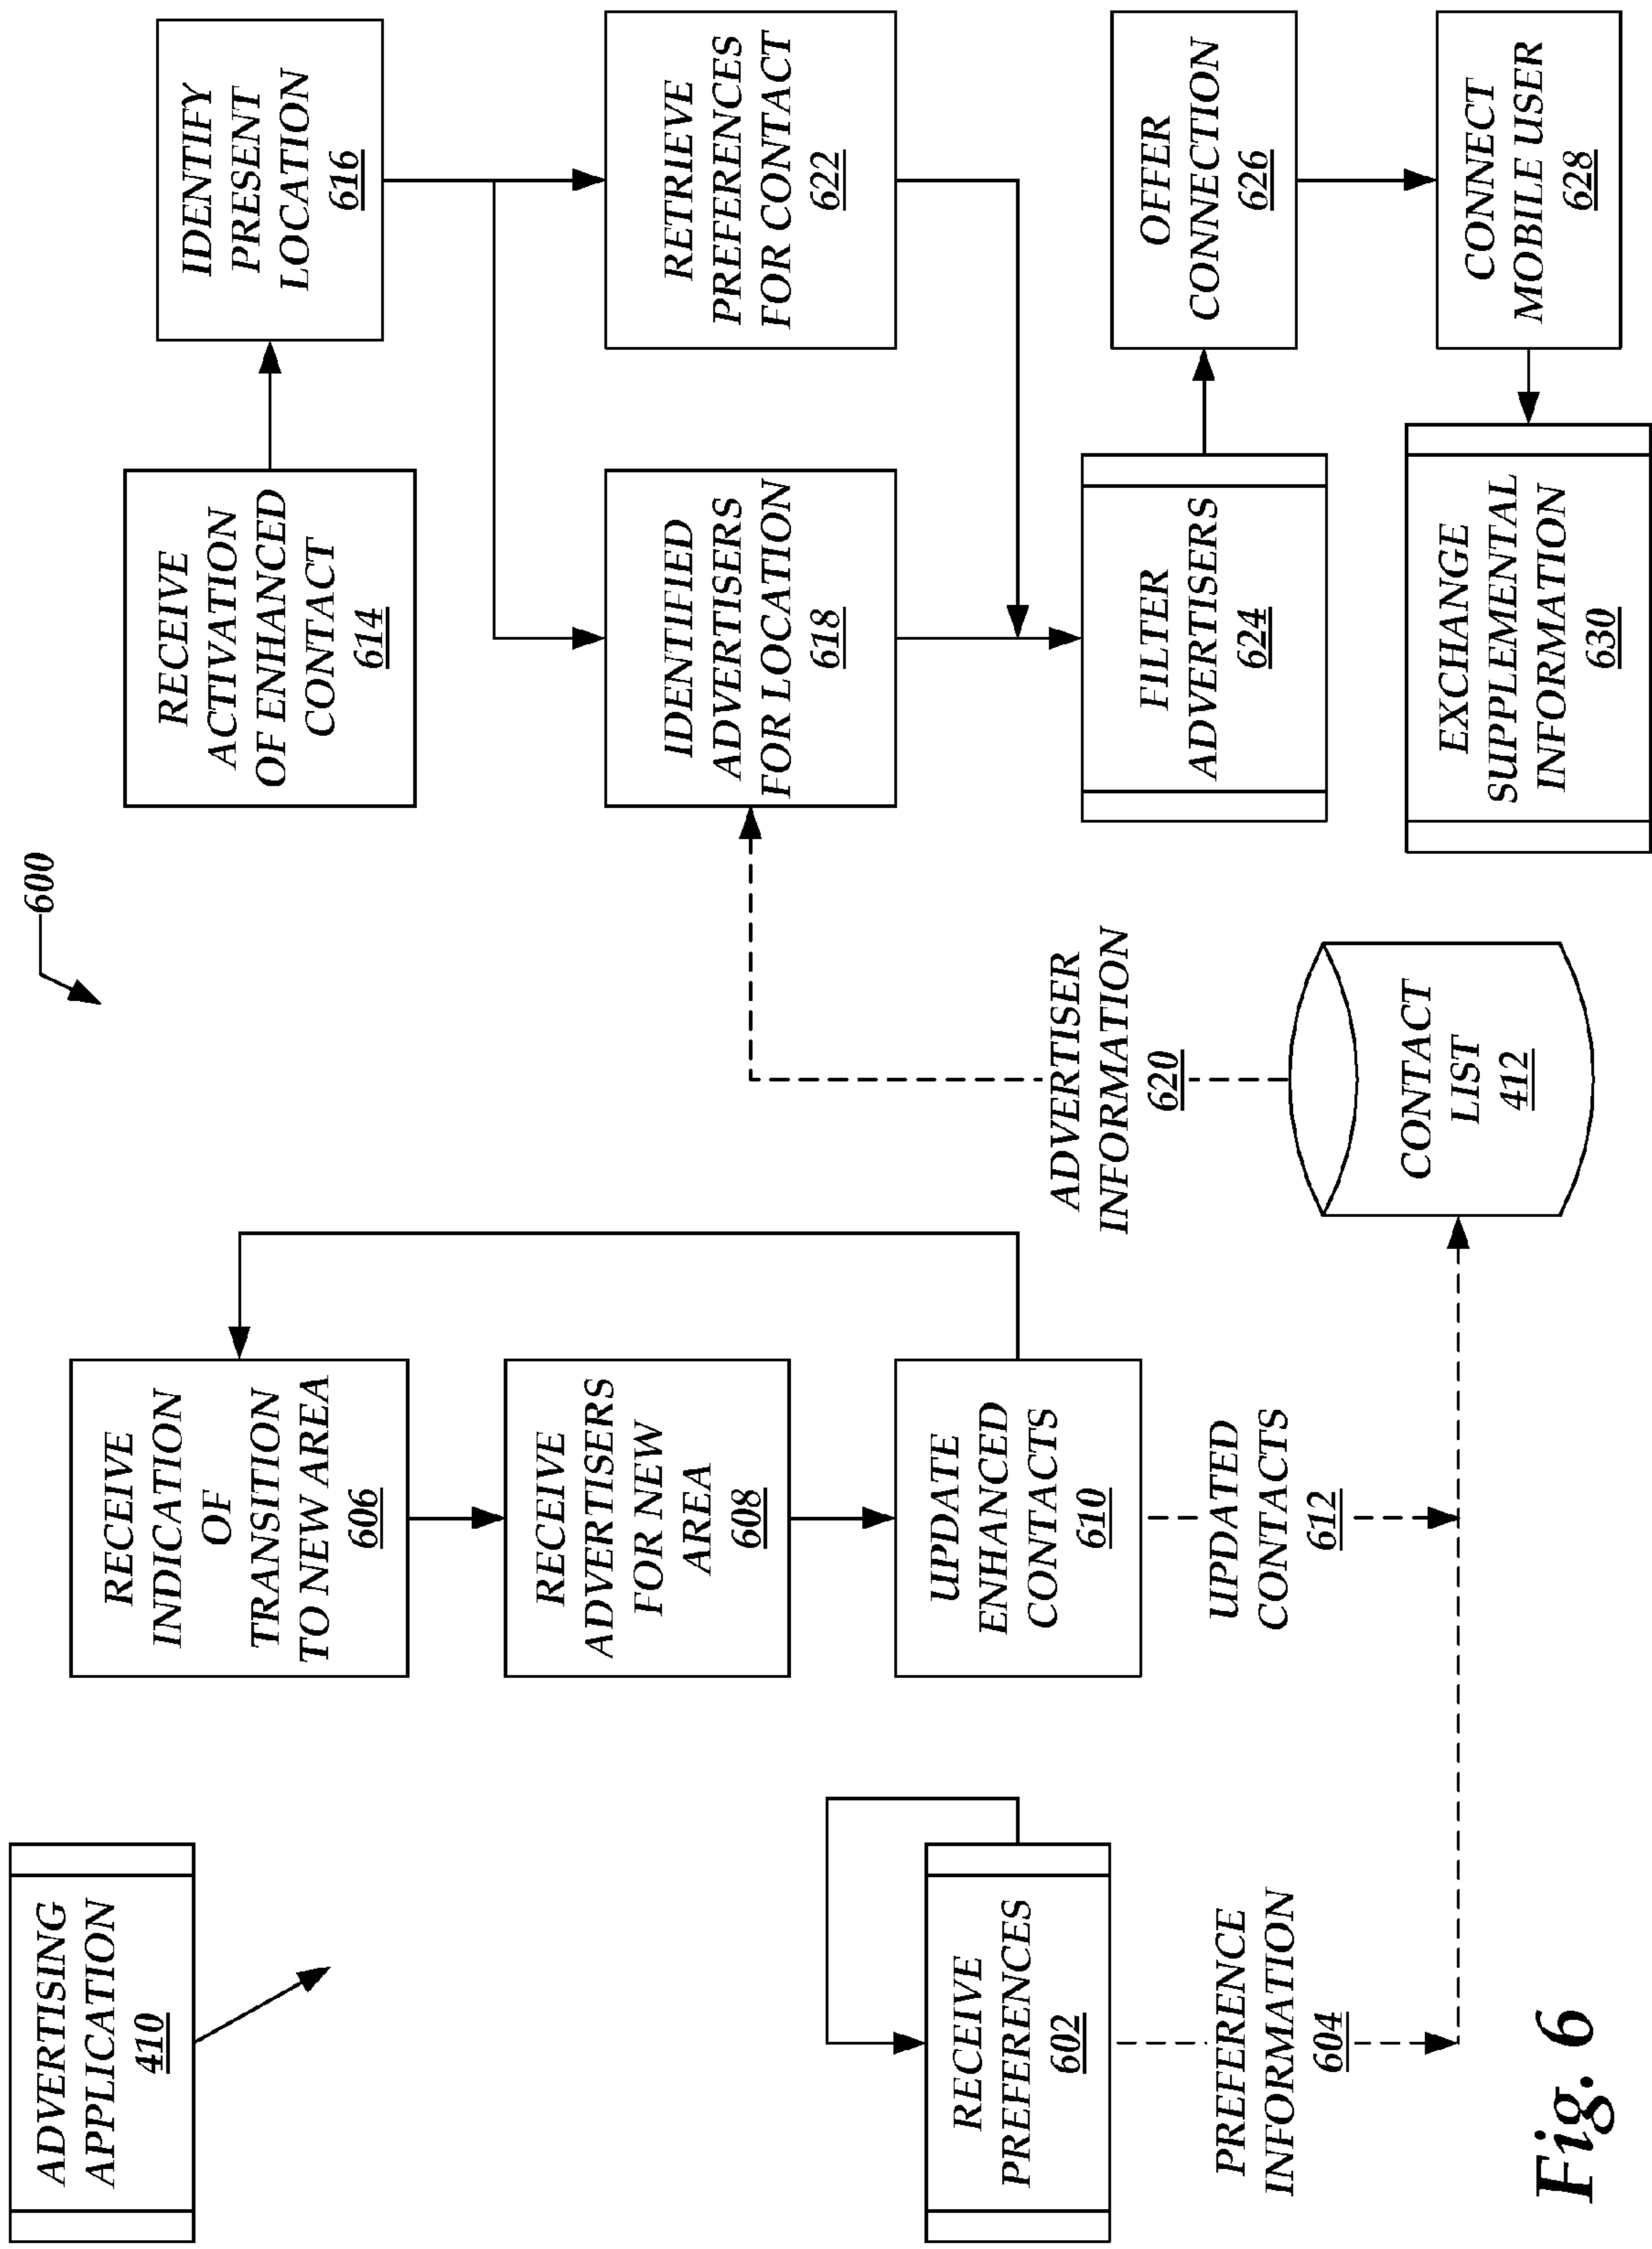 600
ADVERTISING
APPLICATION
410
RECEIVE
PREFERENCES
602
PREFERENCE
INFORMATION
604
RECEIVE
INDICATION
OF
TRANSITION
TO NEW AREA
606
RECEIVE
ADVERTISERS
FOR NEW
AREA
608
UPDATE
ENHANCED
CONTACTS
610
UPDATED
CONTACTS
612
ADVERTISER
INFORMATION
620
CONTACT
LIST
412
RECEIVE
ACTIVATION
OF ENHANCED
CONTACT
614
IDENTIFY
PRESENT
LOCATION
616
IDENTIFIED
ADVERTISERS
FOR LOCATION
618
RETRIEVE
PREFERENCES
FOR CONTACT
622
FILTER
ADVERTISERS
624
OFFER
CONNECTION
626
CONNECT
MOBILE USER
628
EXCHANGE
SUPPLEMENTAL
INFORMATION
630
Fig. 6